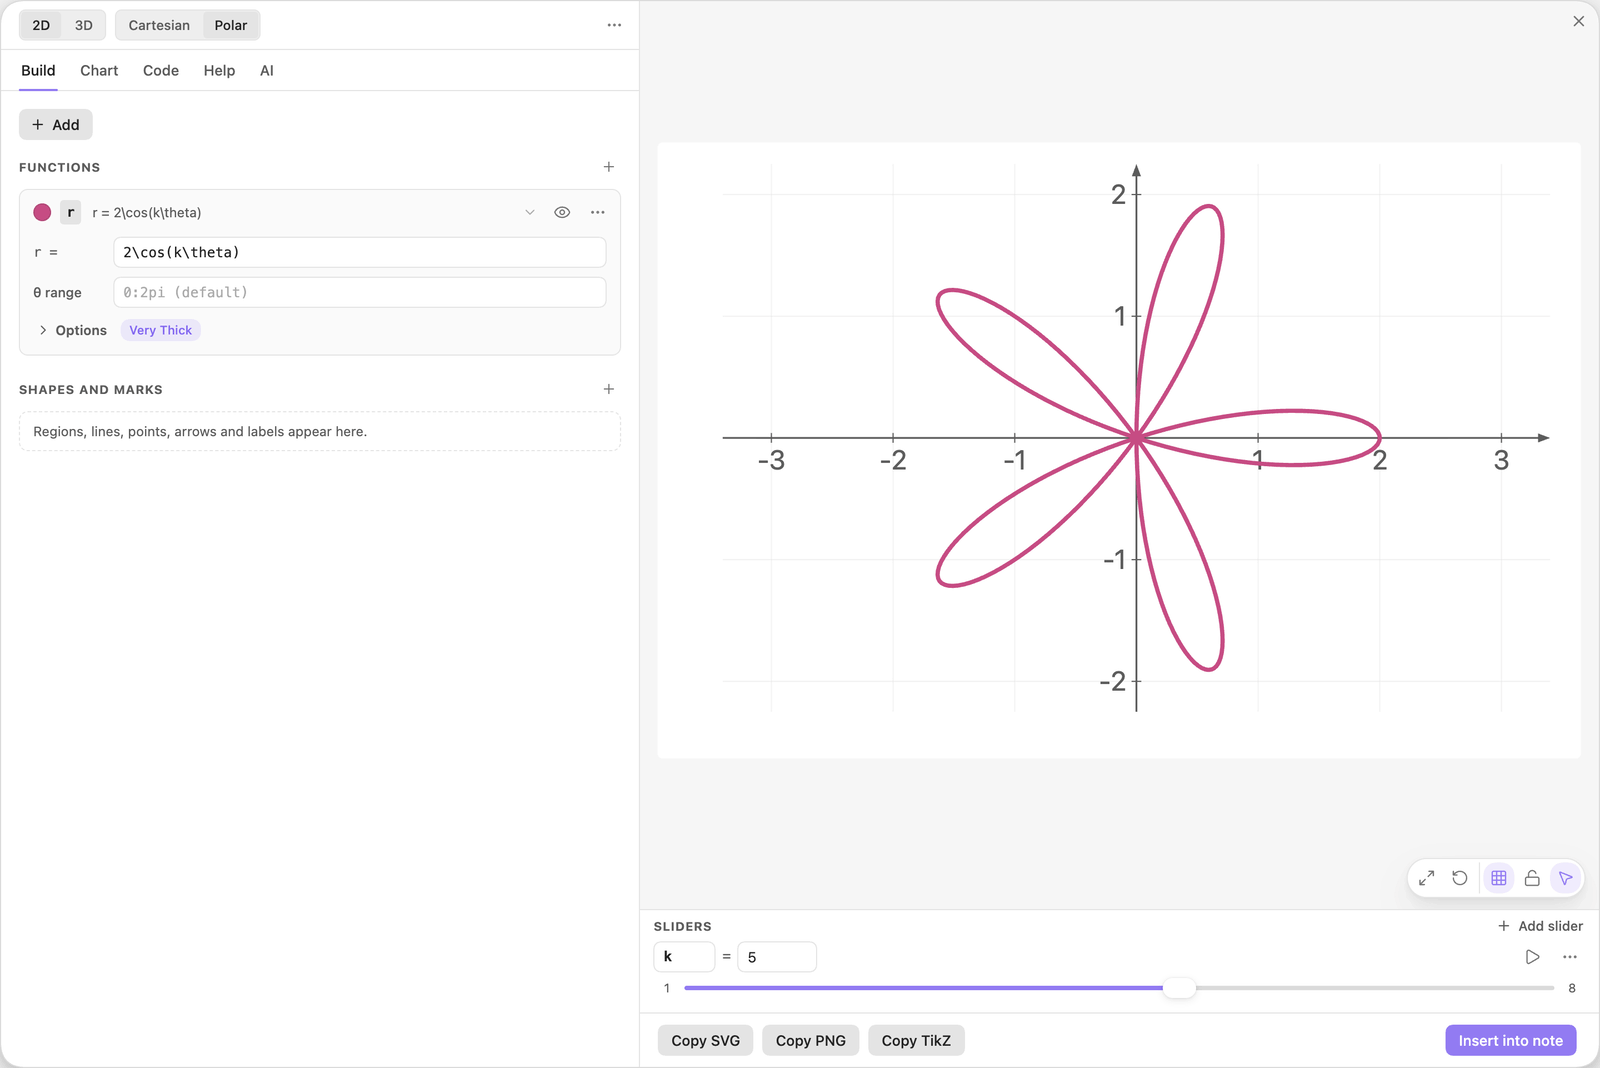 2D 3D Cartesian Polar
Build Chart Code Help AI
+ Add
FUNCTIONS
r r = 2\cos(k\theta)
r = 2\cos(k\theta)
θ range 0:2pi (default)
Options Very Thick
SHAPES AND MARKS
Regions, lines, points, arrows and labels appear here.
2
1
-3 -2 -1 1 2 3
-1
-2
SLIDERS + Add slider
k = 5
1 8
Copy SVG Copy PNG Copy TikZ Insert into note